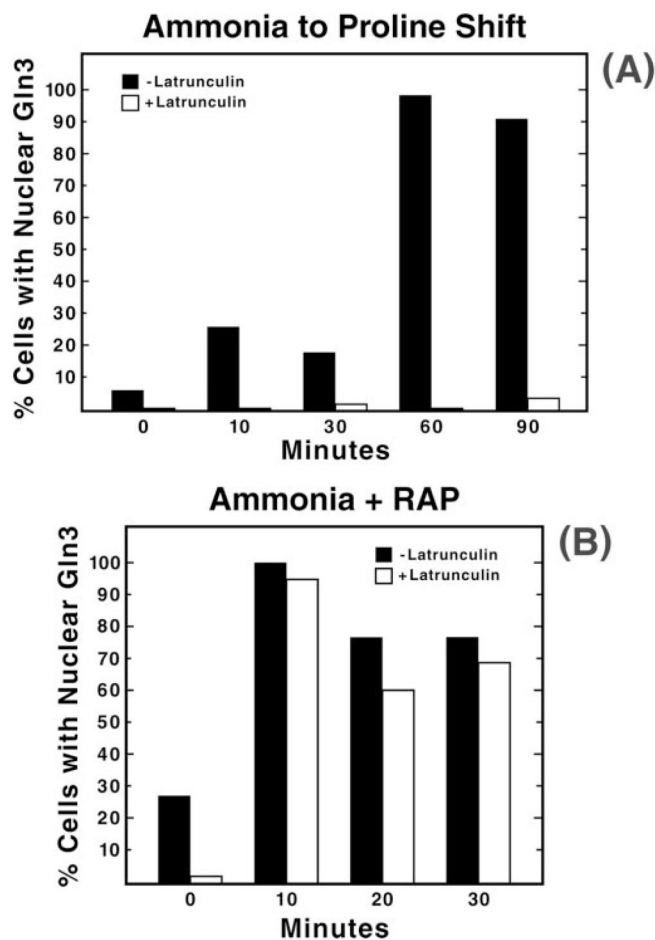 Ammonia to Proline Shift
(A)
% Cells with Nuclear Gln3
100
90
80
70
60
50
40
30
20
10
-Latrunculin
+Latrunculin
0 10 30 60 90
Minutes
Ammonia + RAP
(B)
% Cells with Nuclear Gln3
100
90
80
70
60
50
40
30
20
10
-Latrunculin
+Latrunculin
0 10 20 30
Minutes